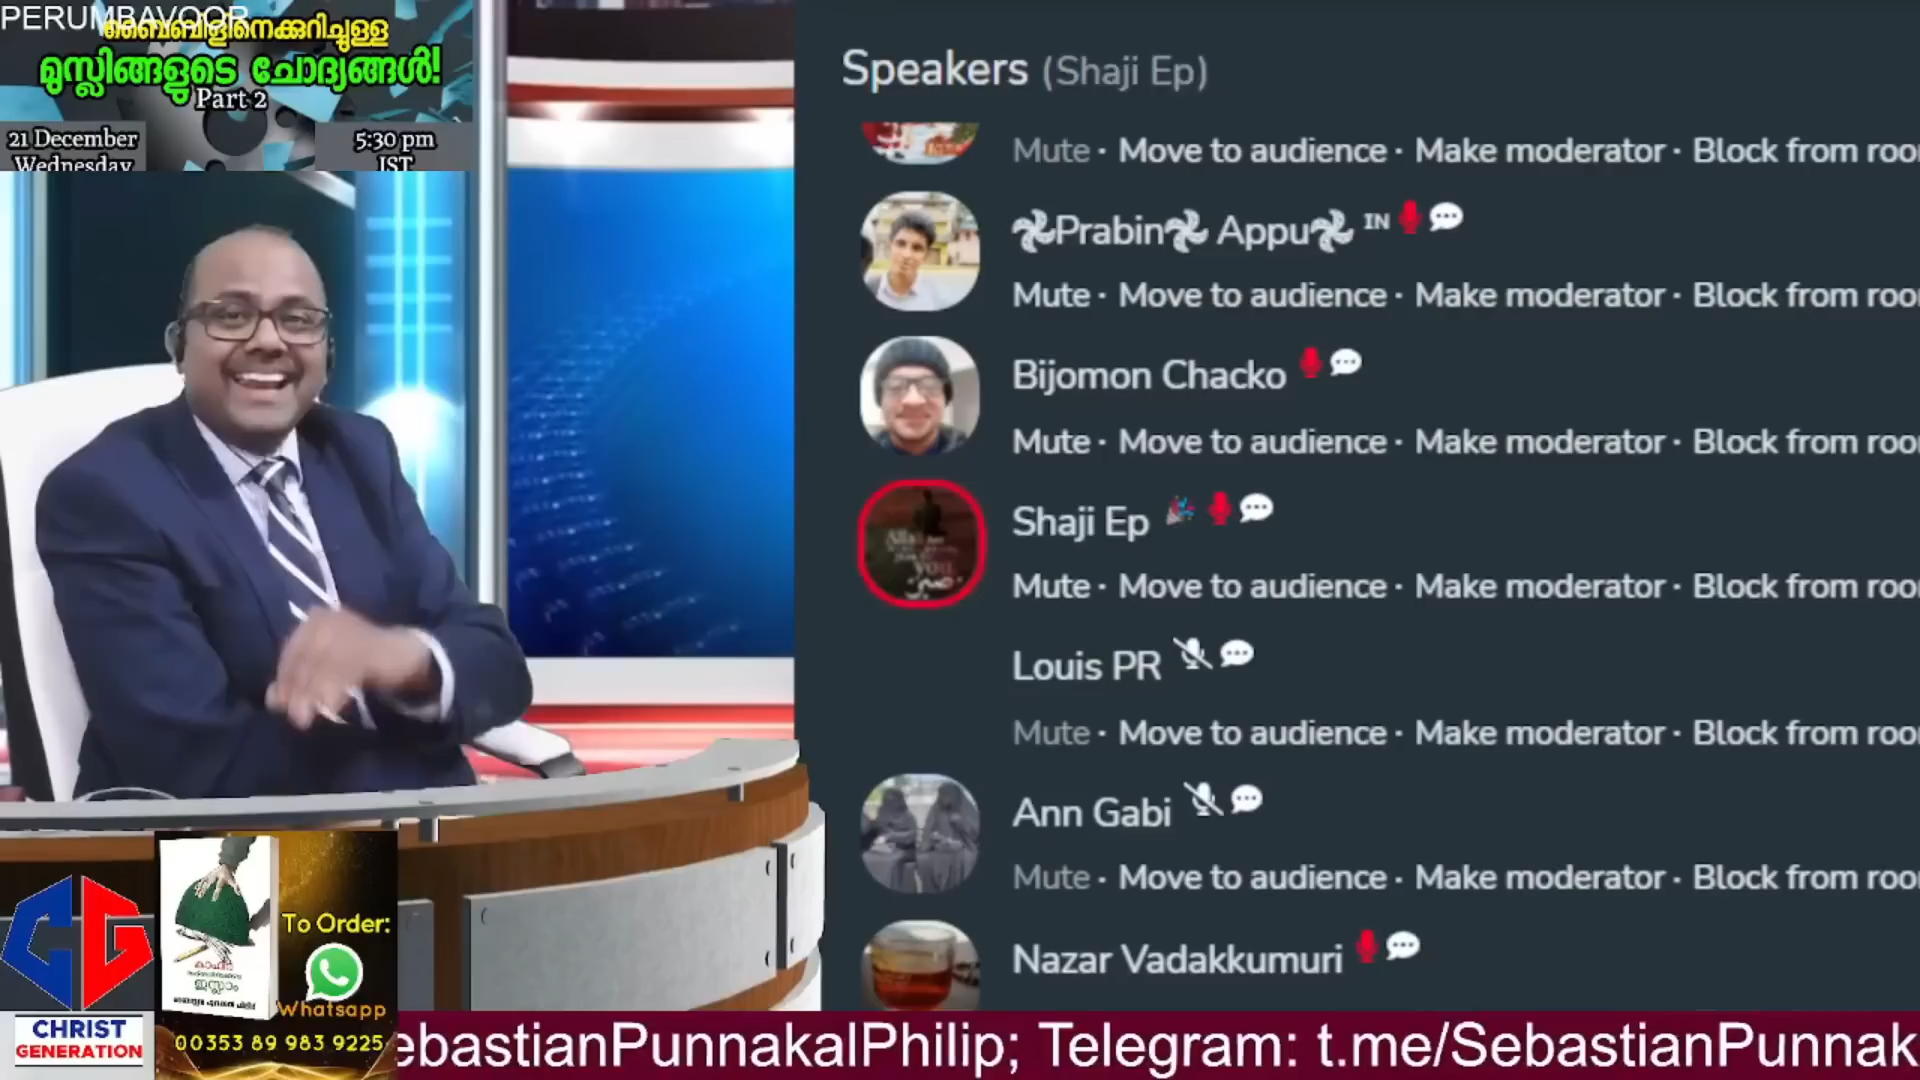 PERUMBAVOOR
ബൈബിളിനെക്കുറിച്ചുള്ള
മുസ്ലിങ്ങളുടെ ചോദ്യങ്ങൾ!
Part 2
21 December
Wednesday
5:30 pm
IST
Speakers (Shaji Ep)
Mute · Move to audience · Make moderator · Block from roo
Prabin Appu IN
Mute · Move to audience · Make moderator · Block from roo
Bijomon Chacko
Mute · Move to audience · Make moderator · Block from roo
Shaji Ep
Mute · Move to audience · Make moderator · Block from roo
Louis PR
Mute · Move to audience · Make moderator · Block from roo
Ann Gabi
Mute · Move to audience · Make moderator · Block from roo
Nazar Vadakkumuri
CG
CHRIST
GENERATION
ഇസ്ലാം
To Order:
Whatsapp
00353 89 983 9225
ebastianPunnakalPhilip; Telegram: t.me/SebastianPunnak